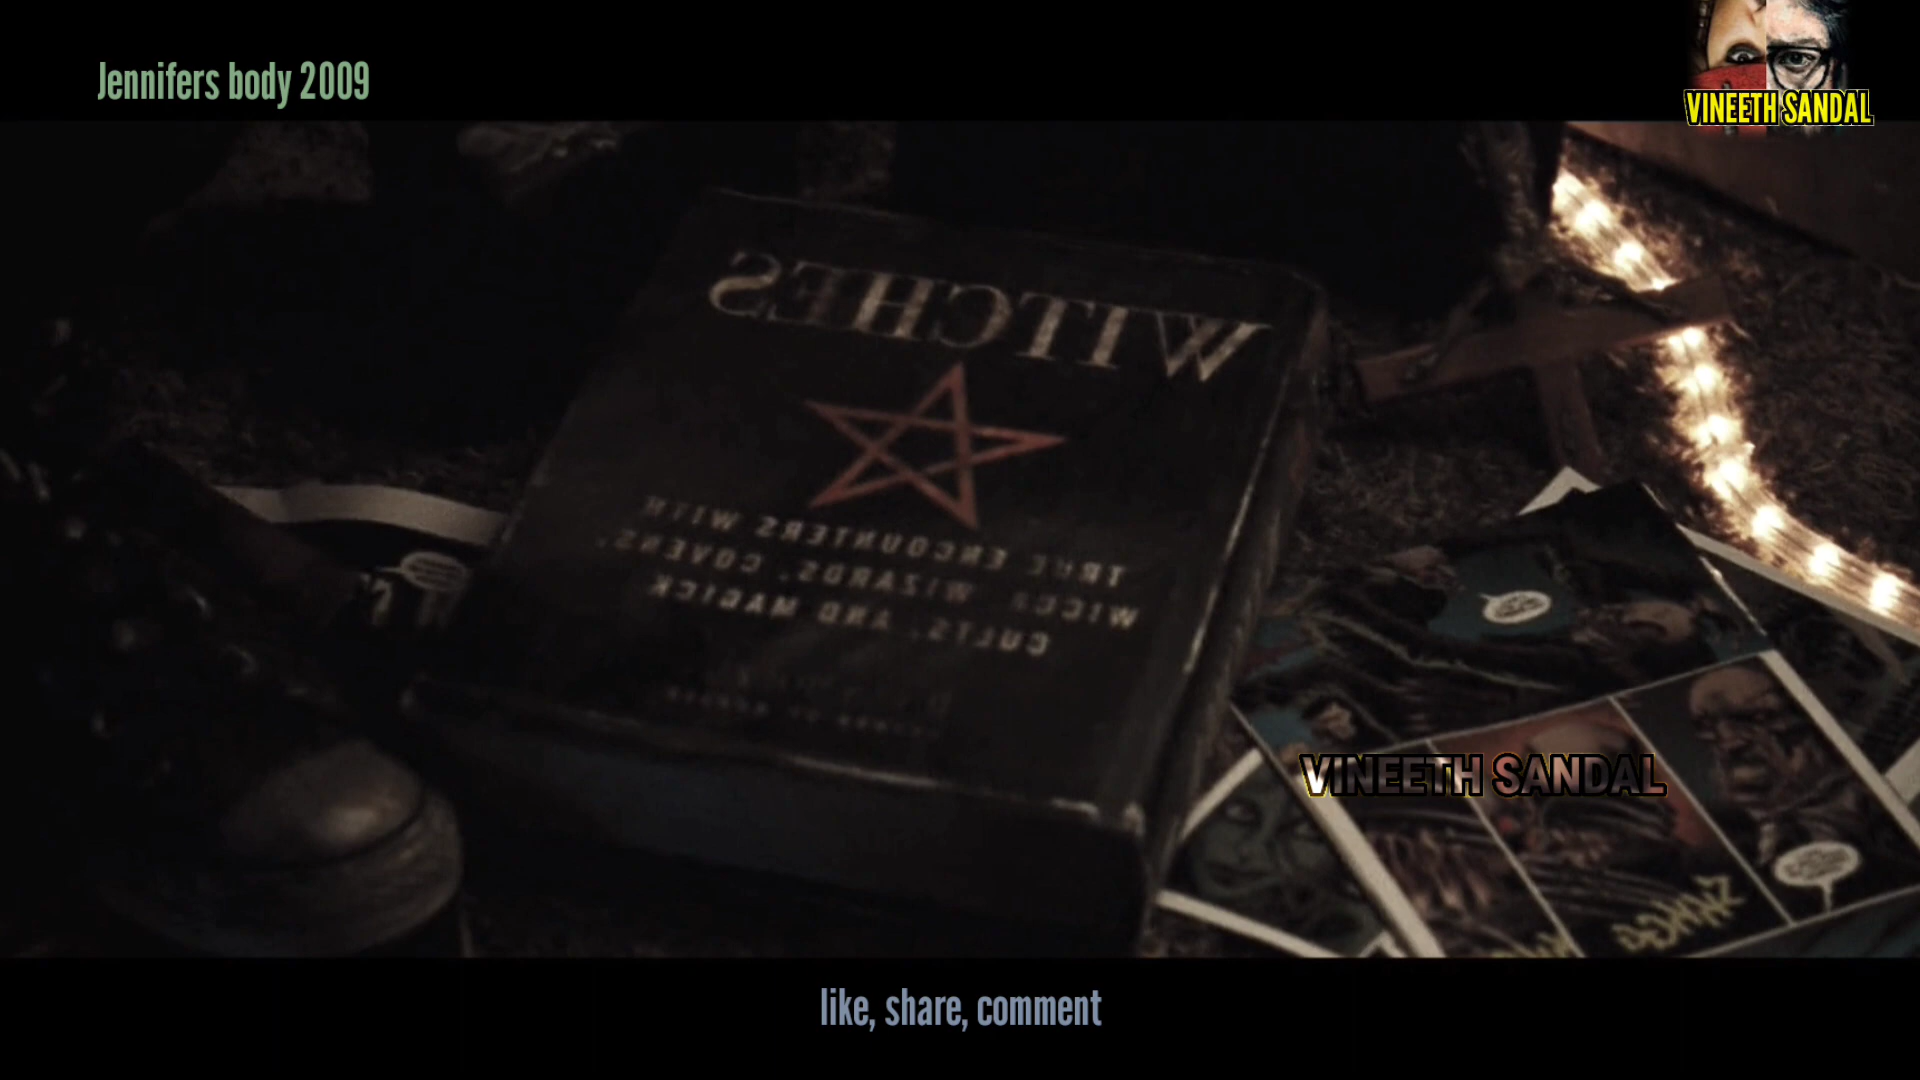 Jennifers body 2009
VINEETH SANDAL
WITCHES
TRUE ENCOUNTERS WITH
WICCA, WIZARDS, COVENS,
CULTS, AND MAGICK
VINEETH SANDAL
like, share, comment